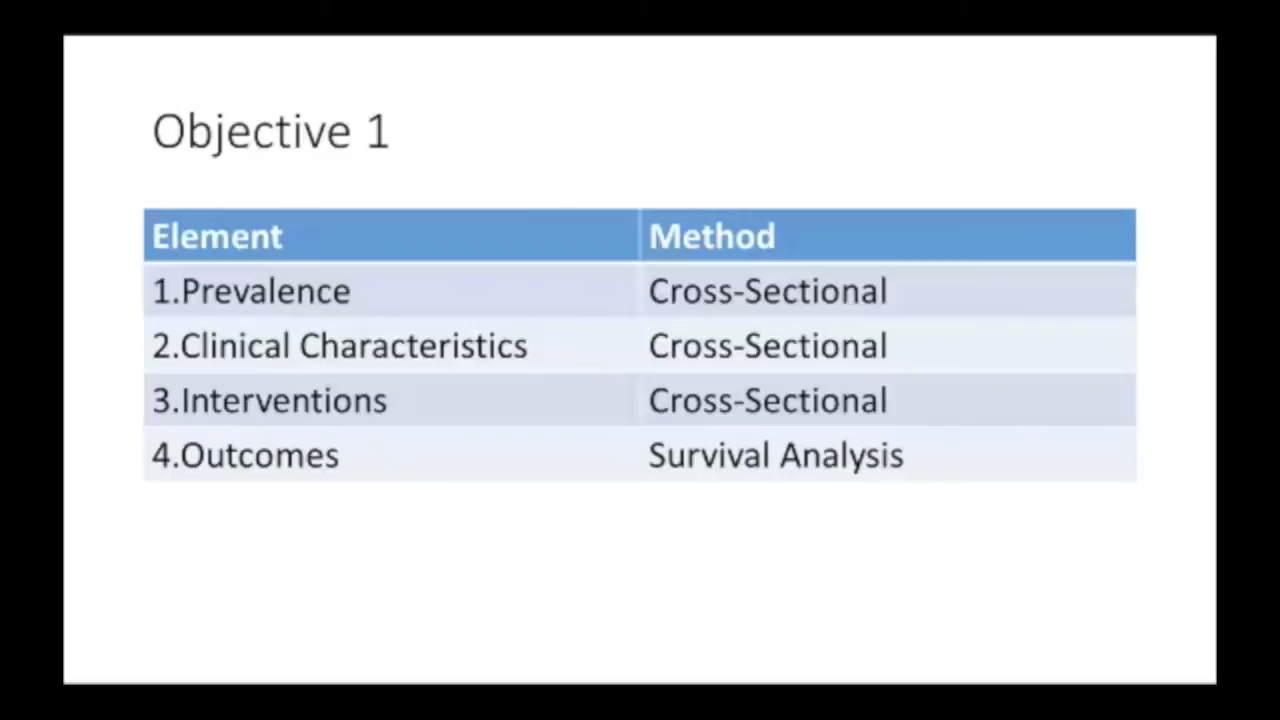 Objective 1
Element Method
1.Prevalence Cross-Sectional
2.Clinical Characteristics Cross-Sectional
3.Interventions Cross-Sectional
4.Outcomes Survival Analysis